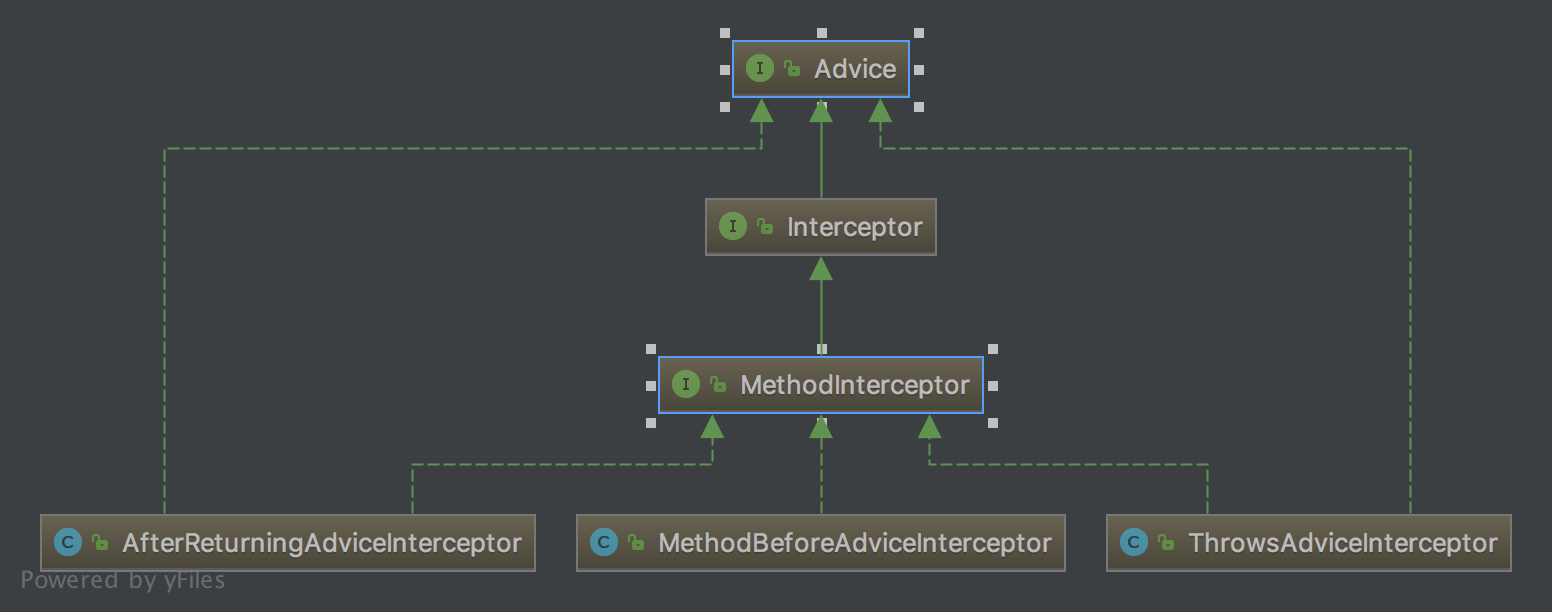 I Advice
I Interceptor
I MethodInterceptor
C AfterReturningAdviceInterceptor
C MethodBeforeAdviceInterceptor
C ThrowsAdviceInterceptor
Powered by yFiles